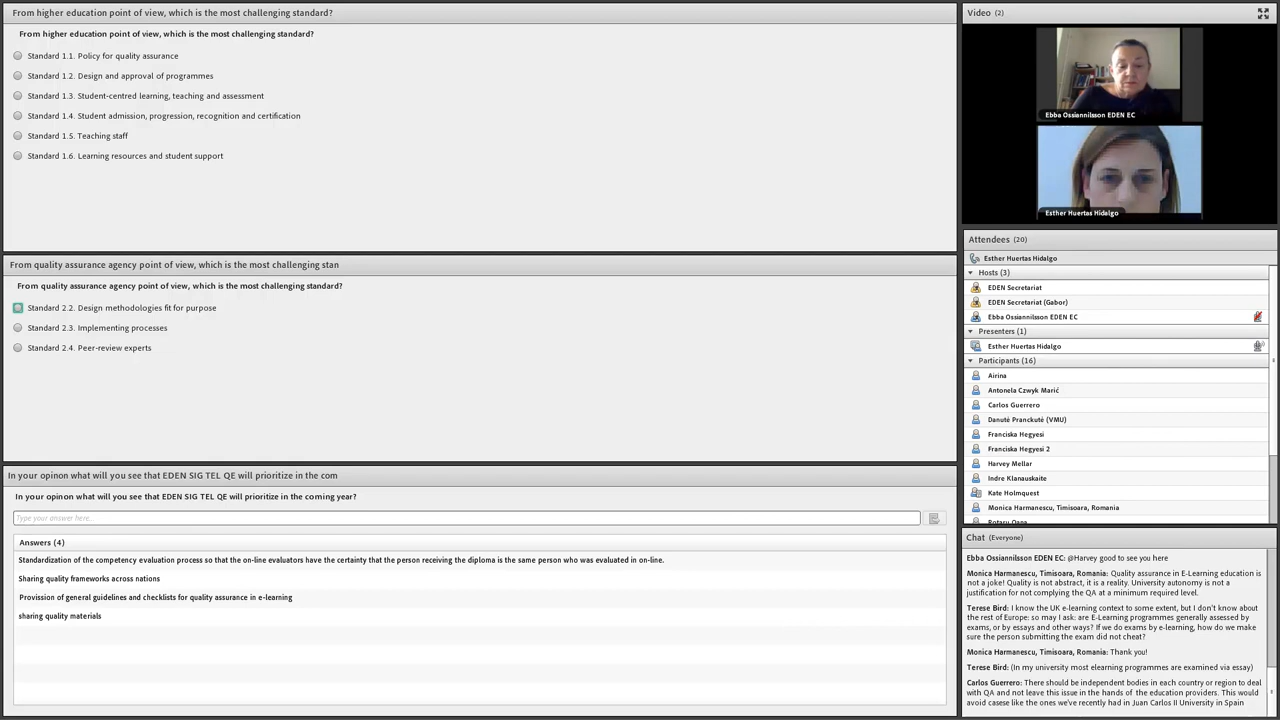 From higher education point of view, which is the most challenging standard?
From higher education point of view, which is the most challenging standard?
Standard 1.1. Policy for quality assurance
Standard 1.2. Design and approval of programmes
Standard 1.3. Student-centred learning, teaching and assessment
Standard 1.4. Student admission, progression, recognition and certification
Standard 1.5. Teaching staff
Standard 1.6. Learning resources and student support
From quality assurance agency point of view, which is the most challenging stan
From quality assurance agency point of view, which is the most challenging standard?
Standard 2.2. Design methodologies fit for purpose
Standard 2.3. Implementing processes
Standard 2.4. Peer-review experts
In your opinon what will you see that EDEN SIG TEL QE will prioritize in the com
In your opinon what will you see that EDEN SIG TEL QE will prioritize in the coming year?
Type your answer here..
Answers (4)
Standardization of the competency evaluation process so that the on-line evaluators have the certainty that the person receiving the diploma is the same person who was evaluated in on-line.
Sharing quality frameworks across nations
Provission of general guidelines and checklists for quality assurance in e-learning
sharing quality materials
Video (2)
Ebba Ossiannilsson EDEN EC
Esther Huertas Hidalgo
Attendees (20)
Esther Huertas Hidalgo
Hosts (3)
EDEN Secretariat
EDEN Secretariat (Gabor)
Ebba Ossiannilsson EDEN EC
Presenters (1)
Esther Huertas Hidalgo
Participants (16)
Airina
Antonela Czwyk Marić
Carlos Guerrero
Danutė Pranckutė (VMU)
Franciska Hegyesi
Franciska Hegyesi 2
Harvey Mellar
Indre Klanauskaite
Kate Holmquest
Monica Harmanescu, Timisoara, Romania
Rotaru Oana
Chat (Everyone)
Ebba Ossiannilsson EDEN EC: @Harvey good to see you here
Monica Harmanescu, Timisoara, Romania: Quality assurance in E-Learning education is
not a joke! Quality is not abstract, it is a reality. University autonomy is not a
justification for not complying the QA at a minimum required level.
Terese Bird: I know the UK e-learning context to some extent, but I don't know about
the rest of Europe: so may I ask: are E-Learning programmes generally assessed by
exams, or by essays and other ways? If we do exams by e-learning, how do we make
sure the person submitting the exam did not cheat?
Monica Harmanescu, Timisoara, Romania: Thank you!
Terese Bird: (In my university most elearning programmes are examined via essay)
Carlos Guerrero: There should be independent bodies in each country or region to deal
with QA and not leave this issue in the hands of the education providers. This would
avoid casese like the ones we've recently had in Juan Carlos II University in Spain